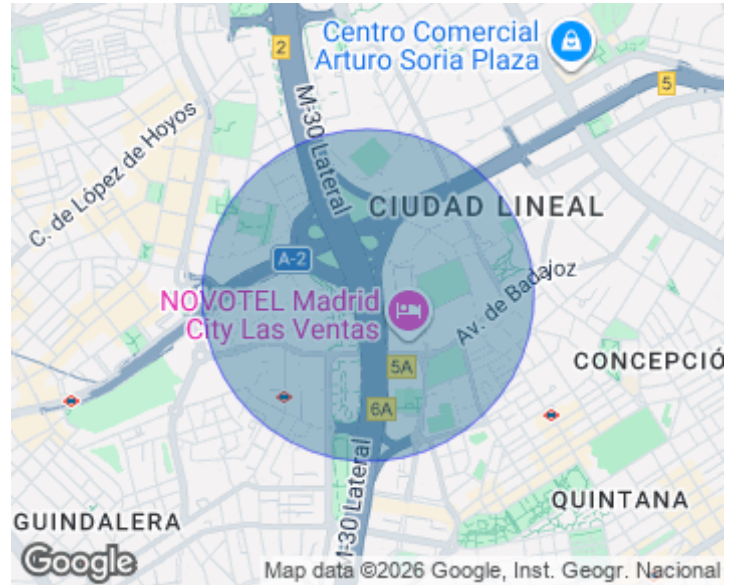 Centro Comercial
Arturo Soria Plaza
2
5
M-30 Lateral
C. de López de Hoyos
CIUDAD LINEAL
A-2
NOVOTEL Madrid
City Las Ventas
Av. de Badajoz
5A
CONCEPCIÓ
6A
M-30 Lateral
QUINTANA
GUINDALERA
Google
Map data ©2026 Google, Inst. Geogr. Nacional